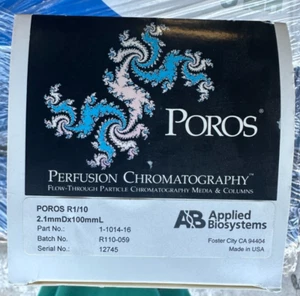 POROS
PERFUSION CHROMATOGRAPHY™
FLOW-THROUGH PARTICLE CHROMATOGRAPHY MEDIA & COLUMNS
POROS R1/10
2.1mmDx100mmL
Part No.: 1-1014-16
Batch No. R110-059
Serial No.: 12745
AB Applied Biosystems
Foster City CA 94404
Made in USA